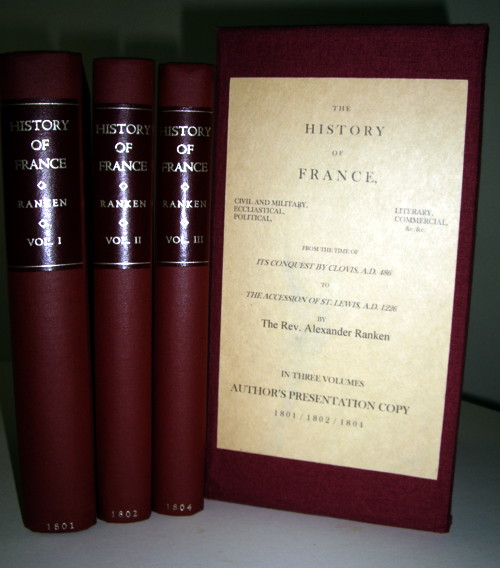 HISTORY
OF
FRANCE
RANKEN
VOL. I
1801
HISTORY
OF
FRANCE
RANKEN
VOL. II
1802
HISTORY
OF
FRANCE
RANKEN
VOL. III
1804
THE
HISTORY
OF
FRANCE,
CIVIL AND MILITARY,
ECCLIASTICAL,
POLITICAL,
LITERARY,
COMMERCIAL,
&c. &c.
FROM THE TIME OF
ITS CONQUEST BY CLOVIS, A.D. 486
TO
THE ACCESSION OF ST. LEWIS, A.D. 1226
BY
The Rev. Alexander Ranken
IN THREE VOLUMES
AUTHOR'S PRESENTATION COPY
1801 / 1802 / 1804